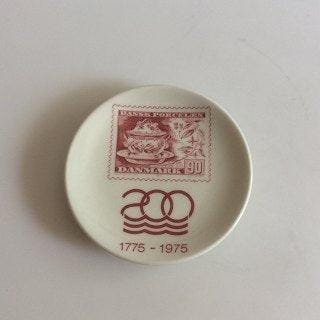 DANSK PORCELÆN
DANMARK 90
200
1775 - 1975